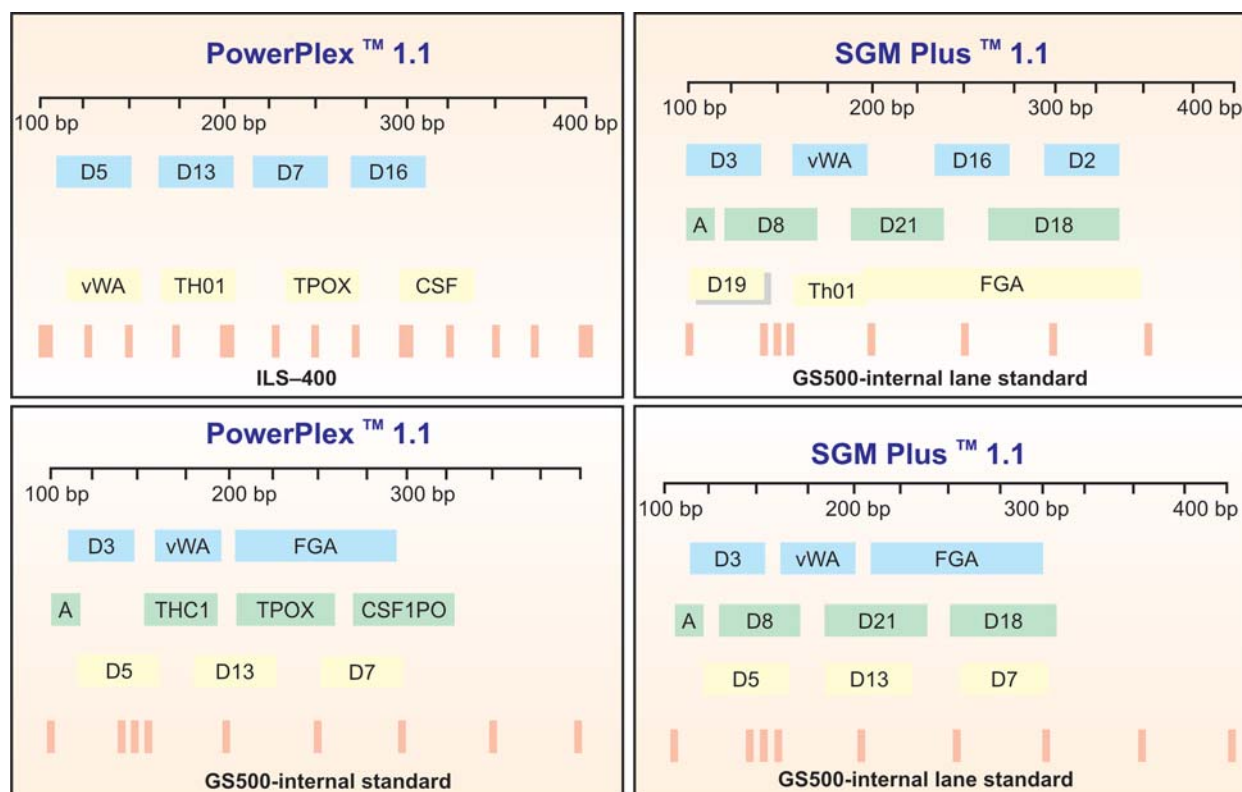 PowerPlex ™ 1.1
100 bp 200 bp 300 bp 400 bp
D5 D13 D7 D16
vWA TH01 TPOX CSF
ILS–400
SGM Plus ™ 1.1
100 bp 200 bp 300 bp 400 bp
D3 vWA D16 D2
A D8 D21 D18
D19 Th01 FGA
GS500-internal lane standard
PowerPlex ™ 1.1
100 bp 200 bp 300 bp
D3 vWA FGA
A THC1 TPOX CSF1PO
D5 D13 D7
GS500-internal standard
SGM Plus ™ 1.1
100 bp 200 bp 300 bp 400 bp
D3 vWA FGA
A D8 D21 D18
D5 D13 D7
GS500-internal lane standard